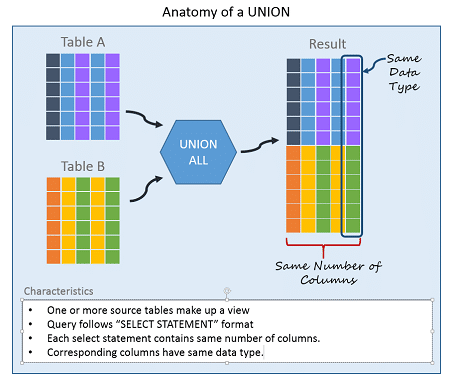 Anatomy of a UNION
Table A
Result
Same
Data
Type
UNION
ALL
Table B
Same Number of
Columns
Characteristics
• One or more source tables make up a view
• Query follows “SELECT STATEMENT” format
• Each select statement contains same number of columns.
• Corresponding columns have same data type.